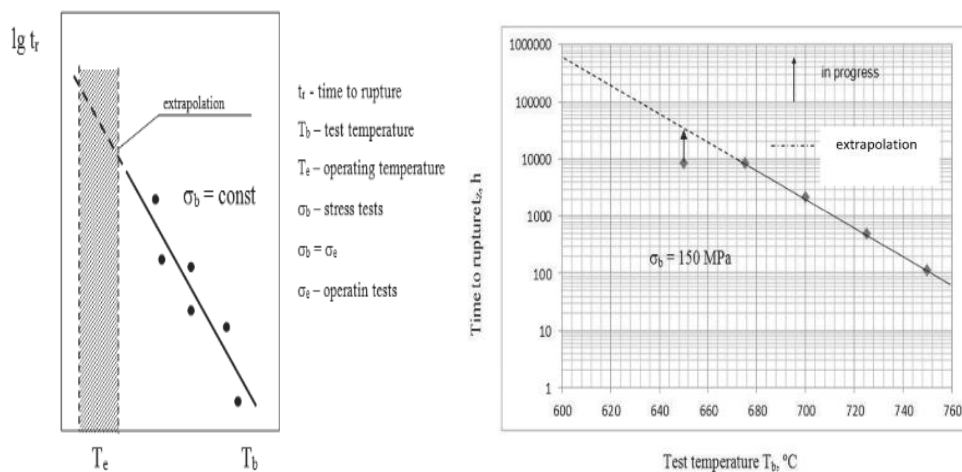 lg tr
extrapolation
σb = const
Te
Tb
tr - time to rupture
Tb – test temperature
Te – operating temperature
σb – stress tests
σb = σe
σe – operatin tests
Time to rupture tz, h
1000000
100000
10000
1000
100
10
1
in progress
extrapolation
σb = 150 MPa
600 620 640 660 680 700 720 740 760
Test temperature Tb, °C